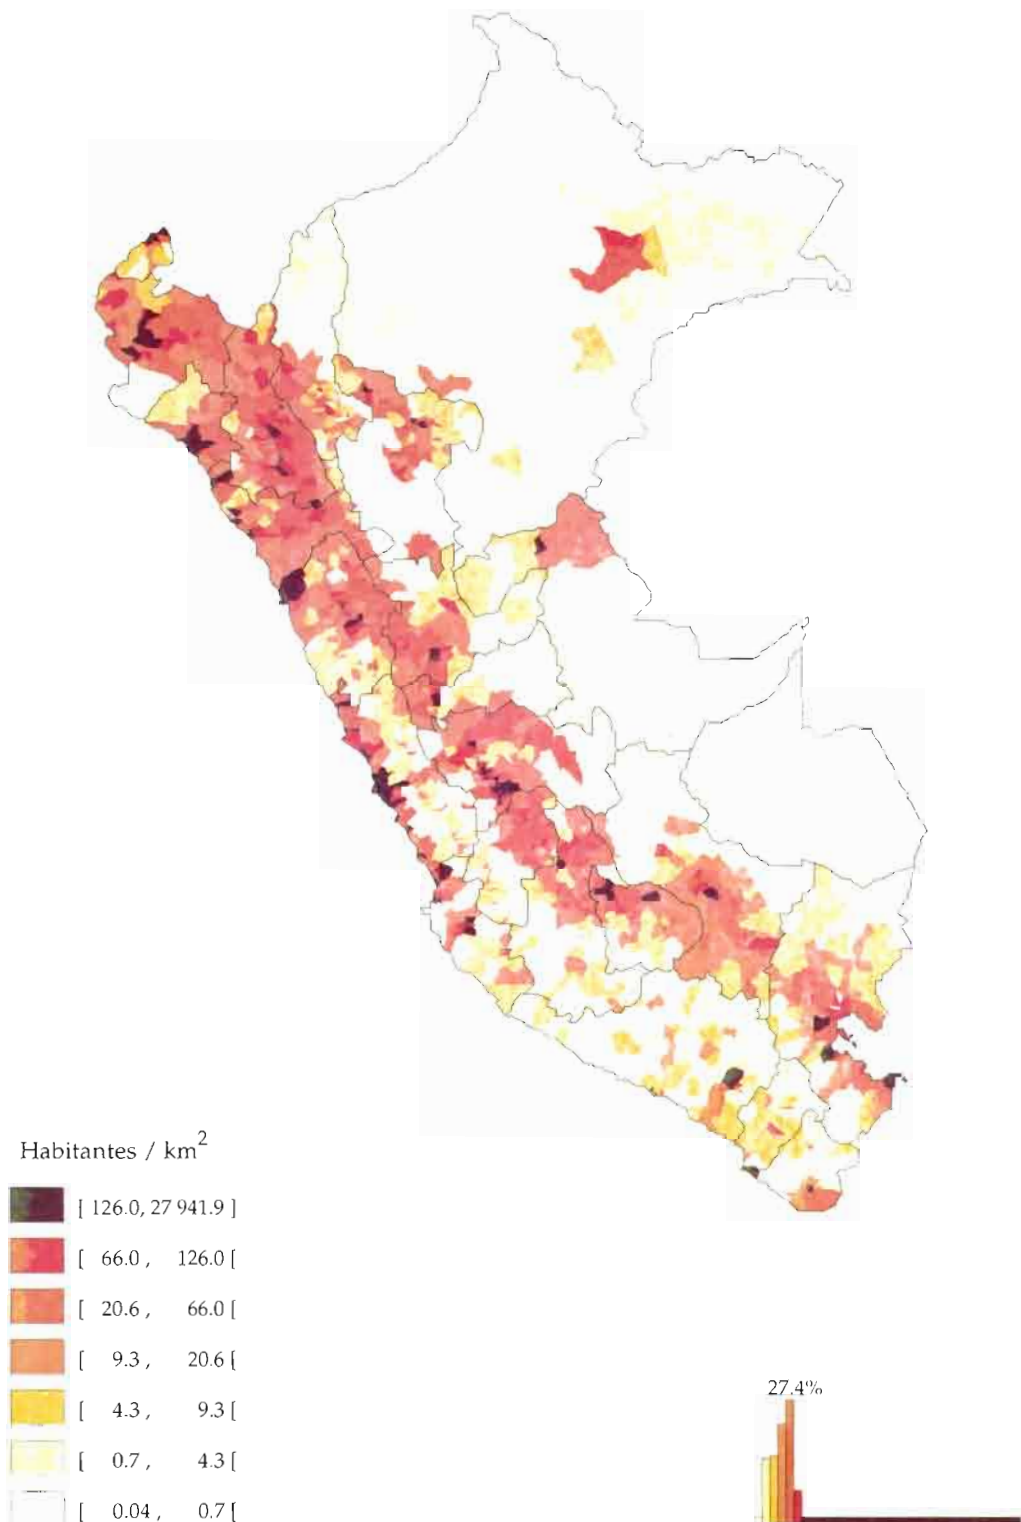 Habitantes / km²
[ 126.0, 27 941.9 ]
[ 66.0 , 126.0 [
[ 20.6 , 66.0 [
[ 9.3 , 20.6 [
[ 4.3 , 9.3 [
[ 0.7 , 4.3 [
[ 0.04 , 0.7 [
27.4%